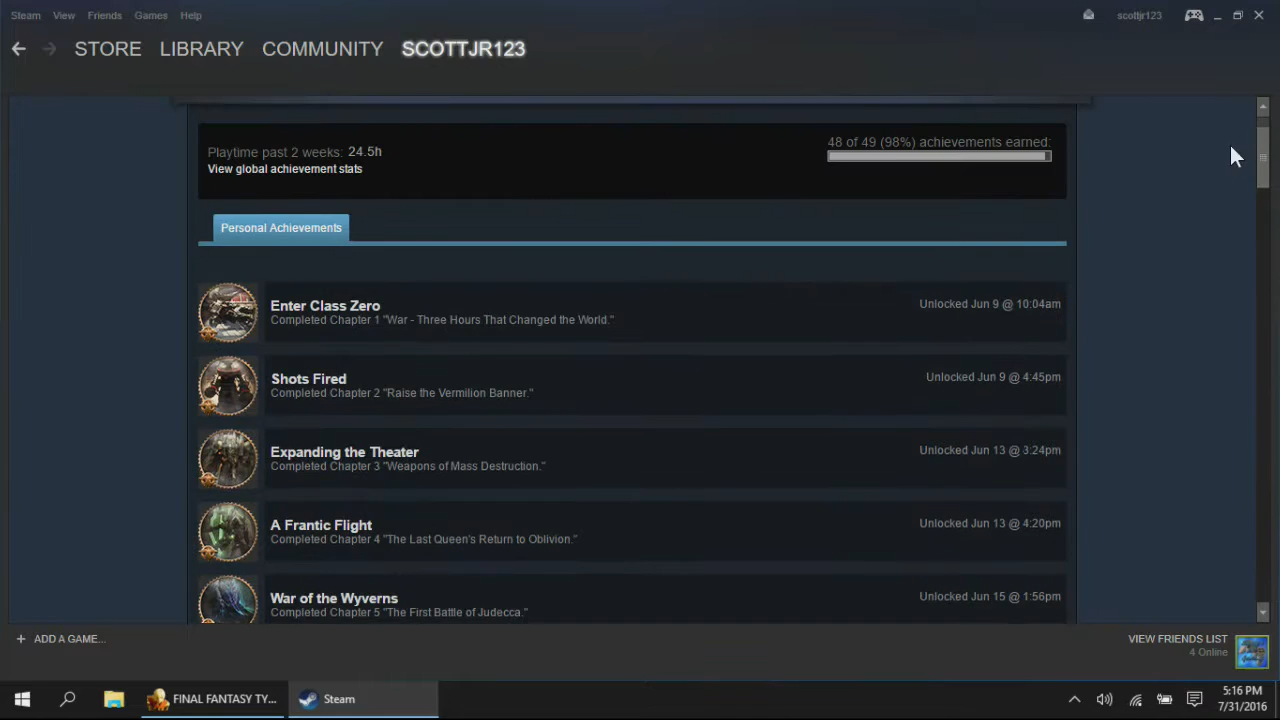 Steam View Friends Games Help scottjr123
STORE LIBRARY COMMUNITY SCOTTJR123
48 of 49 (98%) achievements earned:
Playtime past 2 weeks: 24.5h
View global achievement stats
Personal Achievements
Enter Class Zero
Unlocked Jun 9 @ 10:04am
Completed Chapter 1 "War - Three Hours That Changed the World."
Shots Fired
Unlocked Jun 9 @ 4:45pm
Completed Chapter 2 "Raise the Vermilion Banner."
Expanding the Theater
Unlocked Jun 13 @ 3:24pm
Completed Chapter 3 "Weapons of Mass Destruction."
A Frantic Flight
Unlocked Jun 13 @ 4:20pm
Completed Chapter 4 "The Last Queen's Return to Oblivion."
War of the Wyverns
Unlocked Jun 15 @ 1:56pm
Completed Chapter 5 "The First Battle of Judecca."
+ ADD A GAME...
VIEW FRIENDS LIST
4 Online
FINAL FANTASY TY...
Steam
5:16 PM
7/31/2016